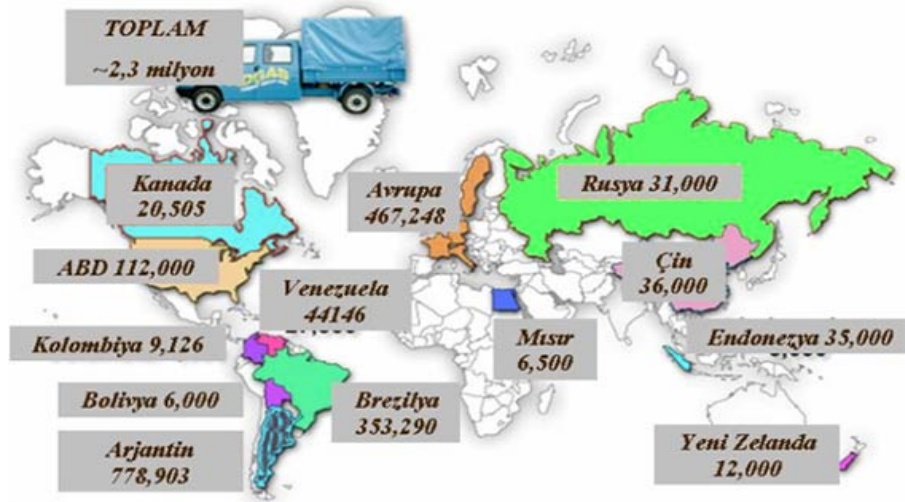 TOPLAM
~2,3 milyon
Kanada
20,505
Avrupa
467,248
Rusya 31,000
ABD 112,000
Çin
36,000
Venezuela
44146
Kolombiya 9,126
Mısır
6,500
Endonezya 35,000
Bolivya 6,000
Brezilya
353,290
Arjantin
778,903
Yeni Zelanda
12,000